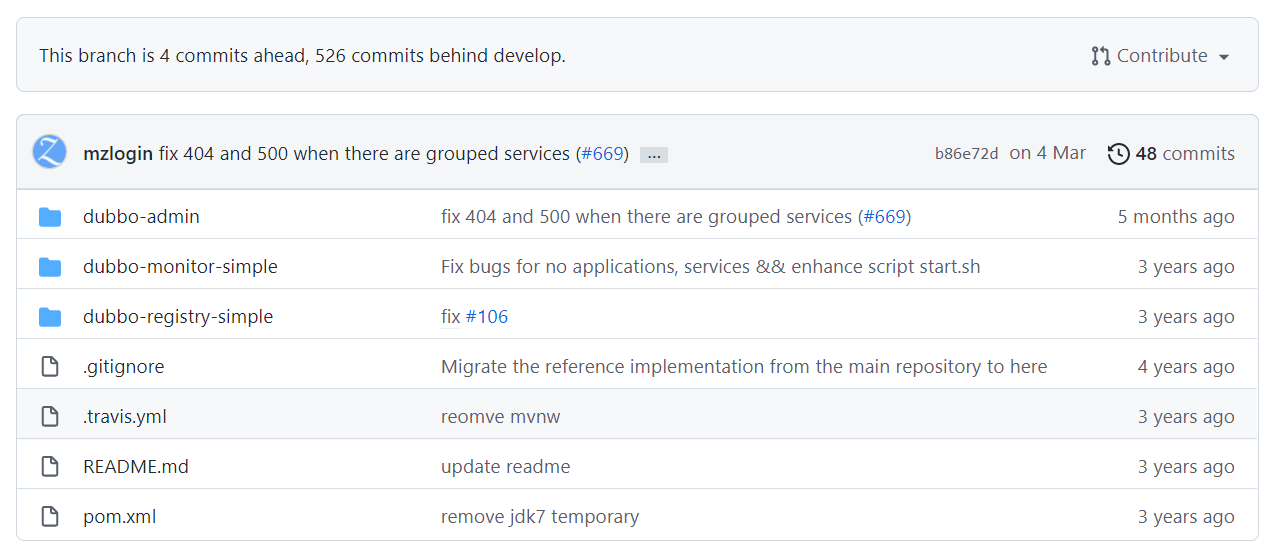 This branch is 4 commits ahead, 526 commits behind develop. Contribute
mzlogin fix 404 and 500 when there are grouped services (#669) ... b86e72d on 4 Mar 48 commits
dubbo-admin fix 404 and 500 when there are grouped services (#669) 5 months ago
dubbo-monitor-simple Fix bugs for no applications, services && enhance script start.sh 3 years ago
dubbo-registry-simple fix #106 3 years ago
.gitignore Migrate the reference implementation from the main repository to here 4 years ago
.travis.yml reomve mvnw 3 years ago
README.md update readme 3 years ago
pom.xml remove jdk7 temporary 3 years ago